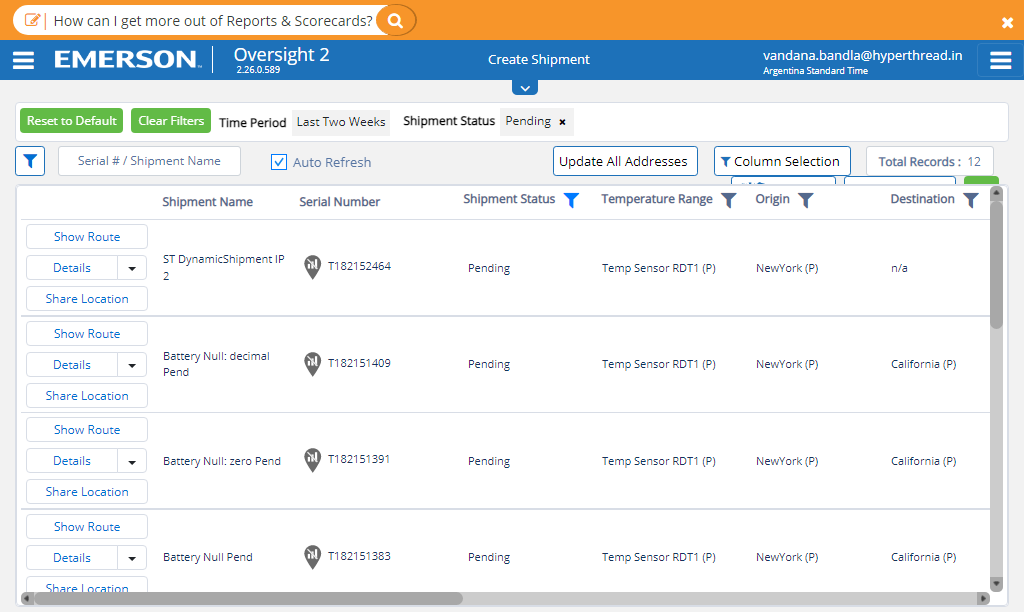 How can I get more out of Reports & Scorecards?
EMERSON
Oversight 2
2.26.0.589
Create Shipment
vandana.bandla@hyperthread.in
Argentina Standard Time
Reset to Default Clear Filters Time Period Last Two Weeks Shipment Status Pending ×
Serial # / Shipment Name Auto Refresh Update All Addresses Column Selection Total Records : 12
Shipment Name Serial Number Shipment Status Temperature Range Origin Destination
Show Route
Details
Share Location
ST DynamicShipment IP
2
T182152464 Pending Temp Sensor RDT1 (P) NewYork (P) n/a
Show Route
Details
Share Location
Battery Null: decimal
Pend
T182151409 Pending Temp Sensor RDT1 (P) NewYork (P) California (P)
Show Route
Details
Share Location
Battery Null: zero Pend T182151391 Pending Temp Sensor RDT1 (P) NewYork (P) California (P)
Show Route
Details
Share Location
Battery Null Pend T182151383 Pending Temp Sensor RDT1 (P) NewYork (P) California (P)